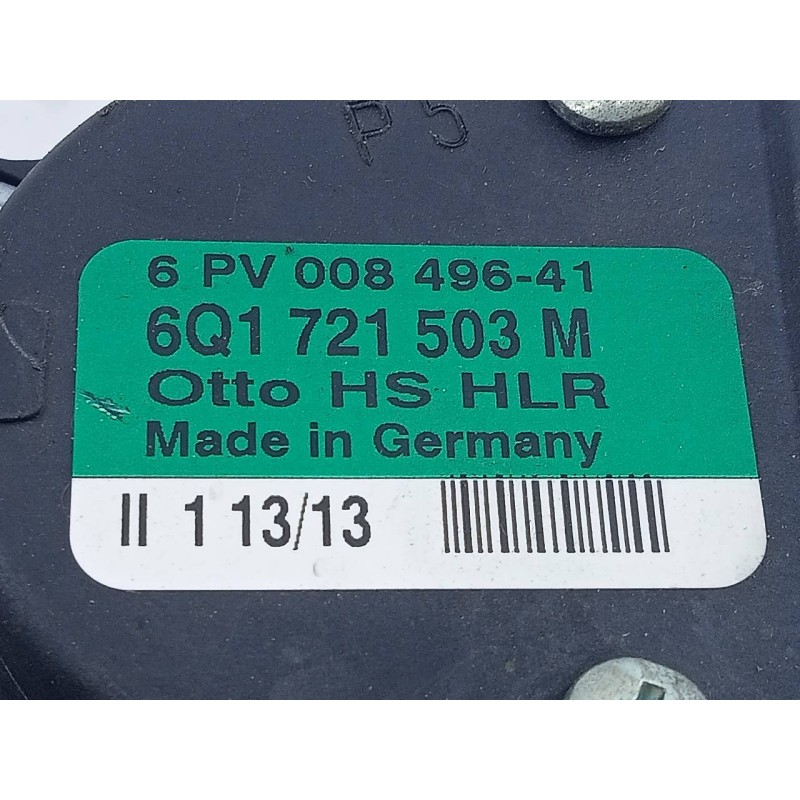 P5
6 PV 008 496-41
6Q1 721 503 M
Otto HS HLR
Made in Germany
II 1 13/13